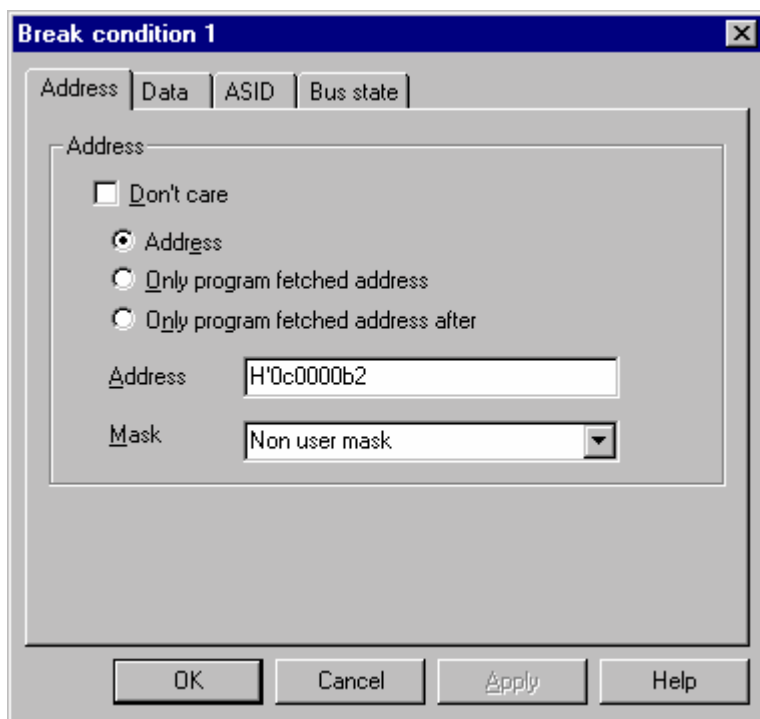 Break condition 1
Address Data ASID Bus state
Address
Don't care
Address
Only program fetched address
Only program fetched address after
Address H'0c0000b2
Mask Non user mask
OK Cancel Apply Help